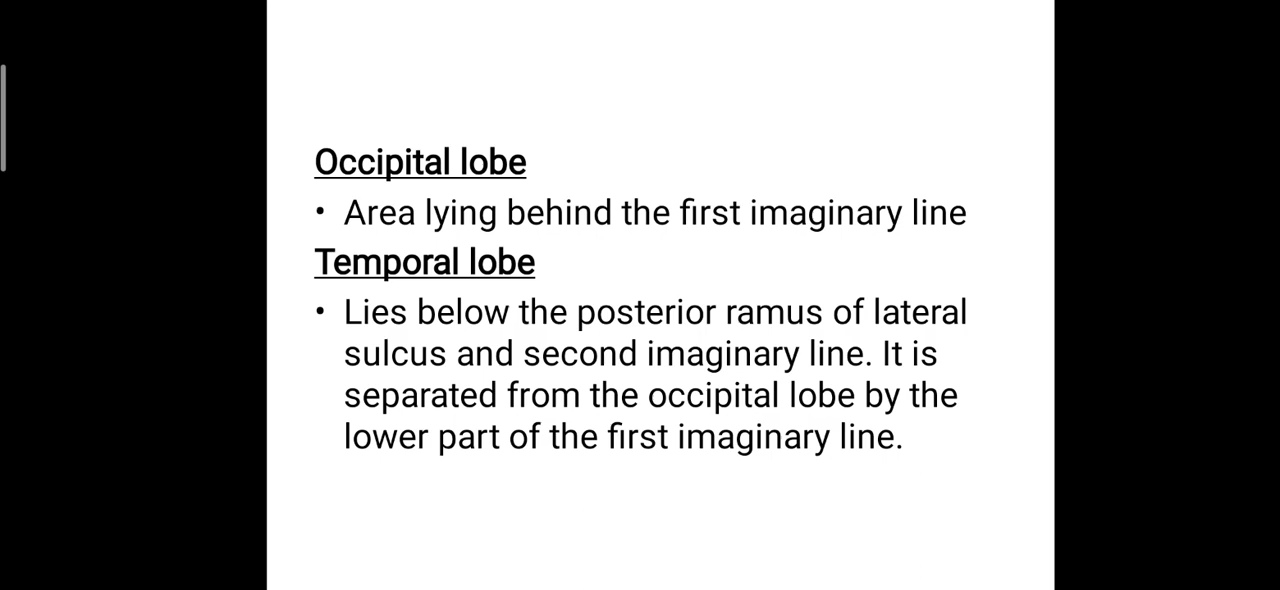 Occipital lobe
• Area lying behind the first imaginary line
Temporal lobe
• Lies below the posterior ramus of lateral
sulcus and second imaginary line. It is
separated from the occipital lobe by the
lower part of the first imaginary line.